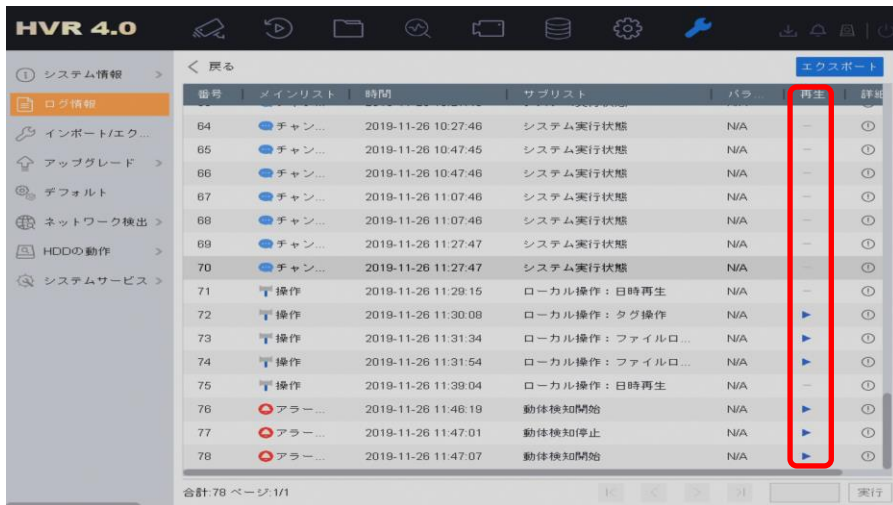 HVR 4.0
システム情報
ログ情報
インポート/エク...
アップグレード
デフォルト
ネットワーク検出
HDDの動作
システムサービス
戻る
エクスポート
番号 メインリスト 時間 サブリスト パラ... 再生 詳細
64 チャン... 2019-11-26 10:27:46 システム実行状態 N/A —
65 チャン... 2019-11-26 10:47:45 システム実行状態 N/A —
66 チャン... 2019-11-26 10:47:46 システム実行状態 N/A —
67 チャン... 2019-11-26 11:07:46 システム実行状態 N/A —
68 チャン... 2019-11-26 11:07:46 システム実行状態 N/A —
69 チャン... 2019-11-26 11:27:47 システム実行状態 N/A —
70 チャン... 2019-11-26 11:27:47 システム実行状態 N/A —
71 操作 2019-11-26 11:29:15 ローカル操作：日時再生 N/A —
72 操作 2019-11-26 11:30:08 ローカル操作：タグ操作 N/A
73 操作 2019-11-26 11:31:34 ローカル操作：ファイルロ... N/A
74 操作 2019-11-26 11:31:54 ローカル操作：ファイルロ... N/A
75 操作 2019-11-26 11:39:04 ローカル操作：日時再生 N/A —
76 アラー... 2019-11-26 11:46:19 動体検知開始 N/A
77 アラー... 2019-11-26 11:47:01 動体検知停止 N/A
78 アラー... 2019-11-26 11:47:07 動体検知開始 N/A
合計:78 ページ:1/1
実行